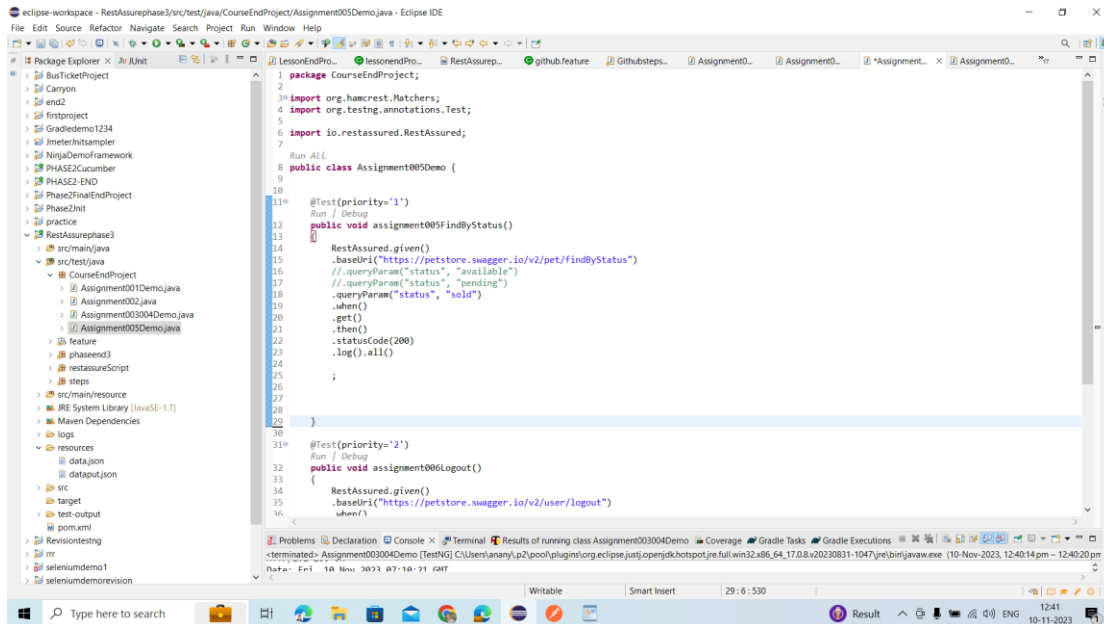 eclipse-workspace - RestAssurephase3/src/test/java/CourseEndProject/Assignment005Demo.java - Eclipse IDE
File Edit Source Refactor Navigate Search Project Run Window Help
Package Explorer × JUnit
LessonEndPro... lessonendPro... RestAssurep... github.feature Githubsteps... Assignment0... Assignment0... *Assignment... × Assignment0... »17
BusTicketProject
Carryon
end2
firstproject
Gradledemo1234
JmeterJnitsampler
NinjaDemoFramework
PHASE2Cucumber
PHASE2-END
Phase2FinalEndProject
Phase2Jnit
practice
RestAssurephase3
src/main/java
src/test/java
CourseEndProject
Assignment001Demo.java
Assignment002.java
Assignment003004Demo.java
Assignment005Demo.java
feature
phaseend3
restassureScript
steps
src/main/resource
JRE System Library [JavaSE-1.7]
Maven Dependencies
logs
resources
data.json
dataput.json
src
target
test-output
pom.xml
Revisiontestng
rrr
seleniumdemo1
seleniumdemorevision
1 package CourseEndProject;
2
3 import org.hamcrest.Matchers;
4 import org.testng.annotations.Test;
5
6 import io.restassured.RestAssured;
7
Run All
8 public class Assignment005Demo {
9
10
11 @Test(priority='1')
Run | Debug
12 public void assignment005FindByStatus()
13 {
14 RestAssured.given()
15 .baseUri("https://petstore.swagger.io/v2/pet/findByStatus")
16 //.queryParam("status", "available")
17 //.queryParam("status", "pending")
18 .queryParam("status", "sold")
19 .when()
20 .get()
21 .then()
22 .statusCode(200)
23 .log().all()
24
25 ;
26
27
28
29 }
30
31 @Test(priority='2')
Run | Debug
32 public void assignment006Logout()
33 {
34 RestAssured.given()
35 .baseUri("https://petstore.swagger.io/v2/user/logout")
36 .when()
Problems Declaration Console × Terminal Results of running class Assignment003004Demo Coverage Gradle Tasks Gradle Executions
<terminated> Assignment003004Demo [TestNG] C:\Users\anany\.p2\pool\plugins\org.eclipse.justj.openjdk.hotspot.jre.full.win32.x86_64_17.0.8.v20230831-1047\jre\bin\javaw.exe (10-Nov-2023, 12:40:14 pm – 12:40:20 pm
Date: Fri, 10 Nov 2023 07:10:21 GMT
Writable Smart Insert 29 : 6 : 530
Type here to search
Result ENG 12:41
10-11-2023